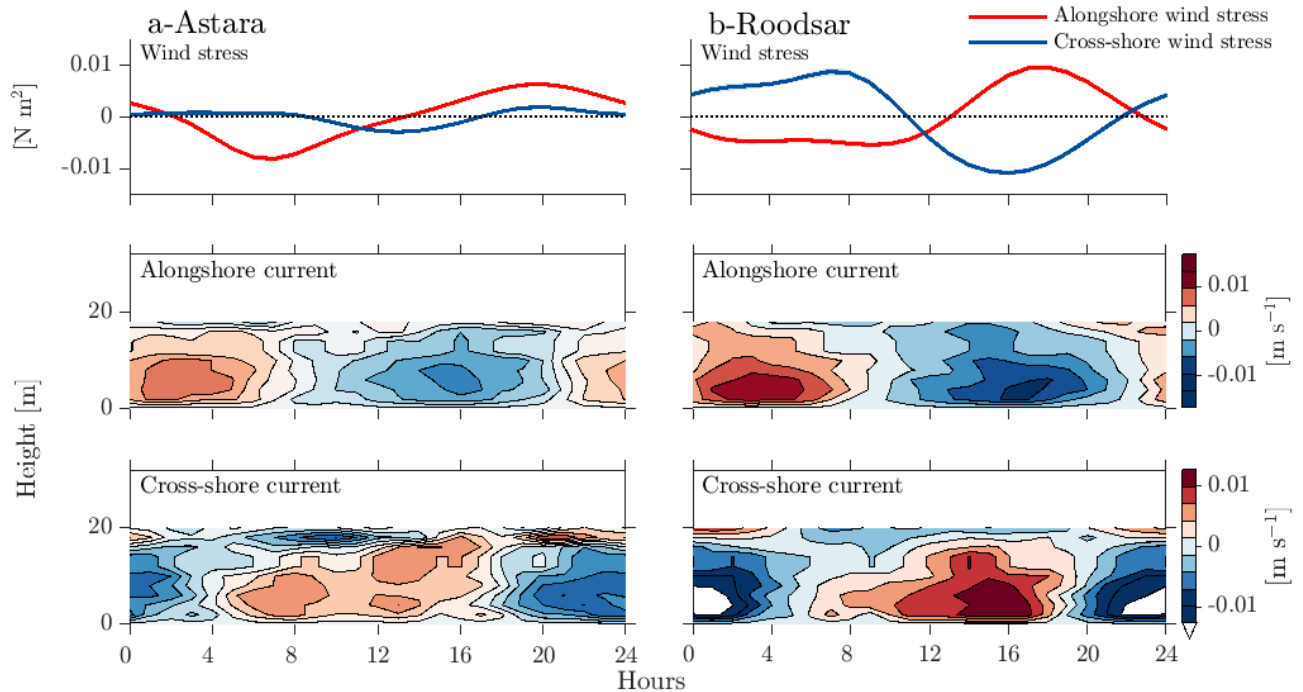 a-Astara
b-Roodsar
Alongshore wind stress
Cross-shore wind stress
Wind stress
Wind stress
[N m²]
0.01
0
-0.01
Alongshore current
Alongshore current
20
0
0.01
0
-0.01
[m s⁻¹]
Height [m]
Cross-shore current
Cross-shore current
20
0
0.01
0
-0.01
[m s⁻¹]
0 4 8 12 16 20 24
0 4 8 12 16 20 24
Hours